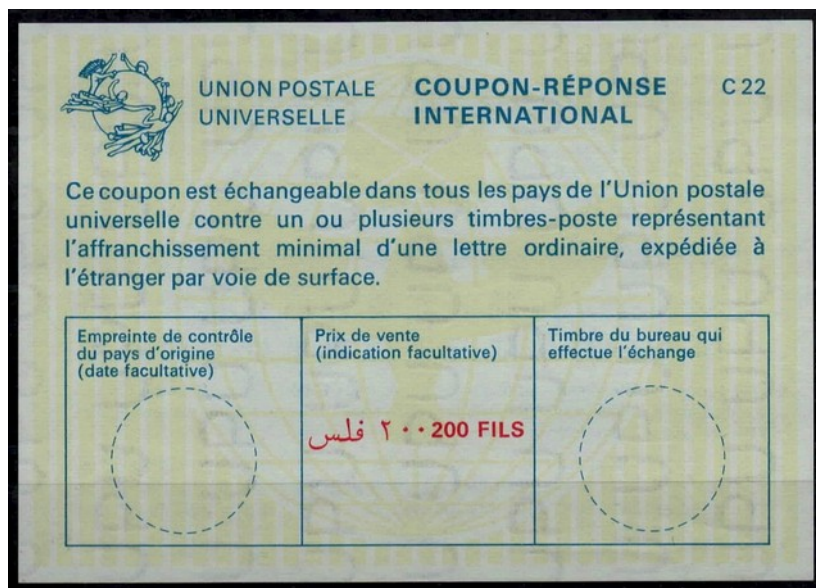 UNION POSTALE
UNIVERSELLE
COUPON-RÉPONSE
INTERNATIONAL
C 22
Ce coupon est échangeable dans tous les pays de l'Union postale
universelle contre un ou plusieurs timbres-poste représentant
l'affranchissement minimal d'une lettre ordinaire, expédiée à
l'étranger par voie de surface.
Empreinte de contrôle
du pays d'origine
(date facultative)
Prix de vente
(indication facultative)
٢٠٠ فلس 200 FILS
Timbre du bureau qui
effectue l'échange